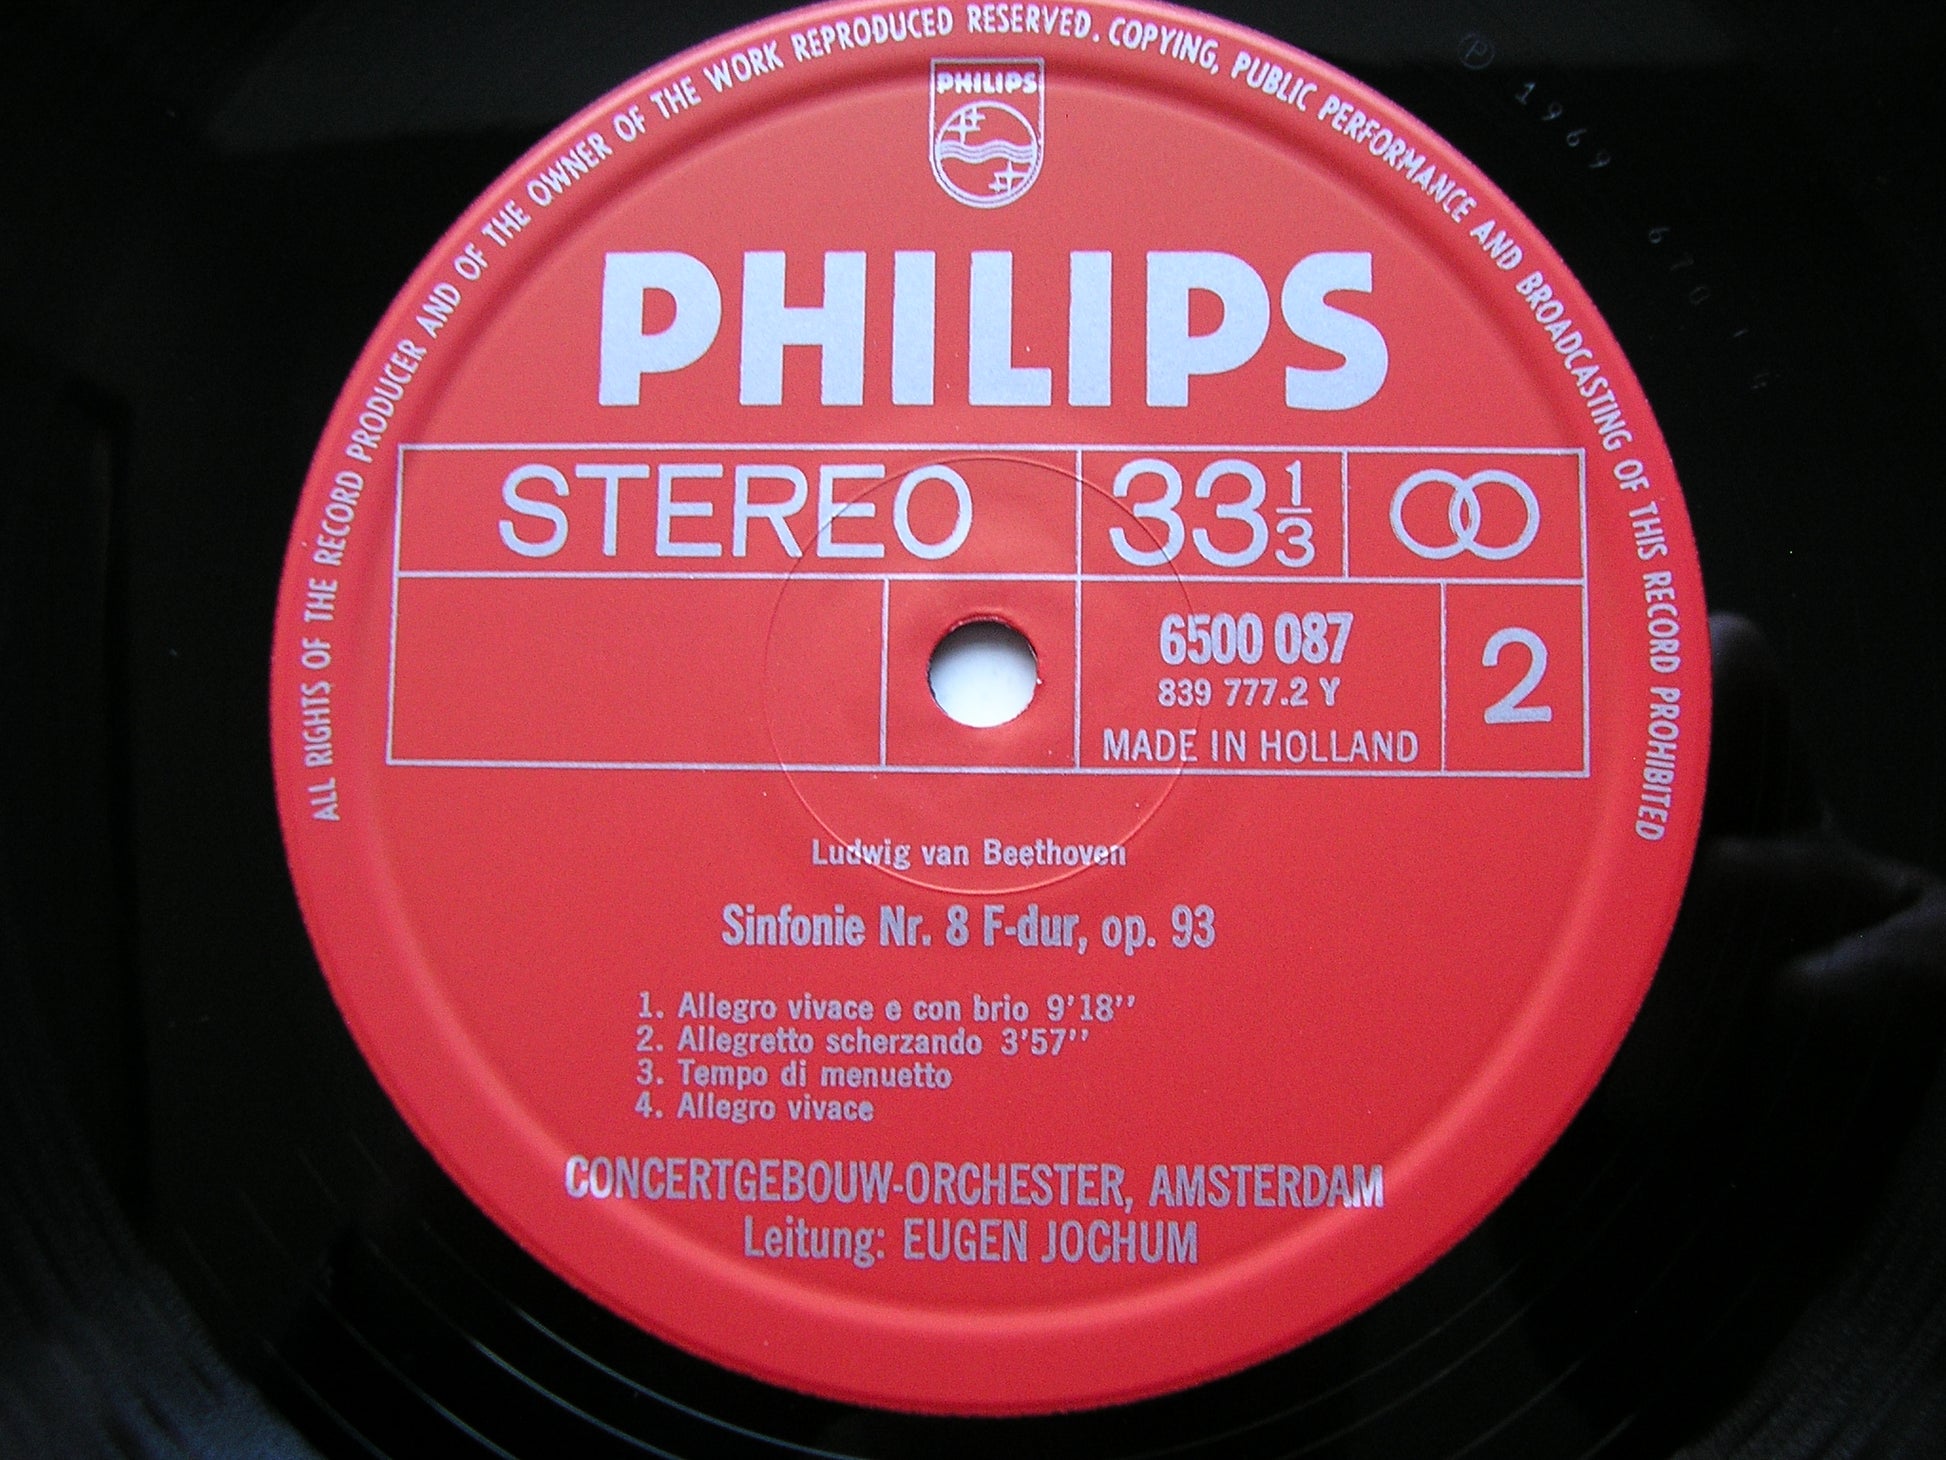 ALL RIGHTS OF THE RECORD PRODUCER AND OF THE OWNER OF THE WORK REPRODUCED RESERVED. COPYING, PUBLIC PERFORMANCE AND BROADCASTING OF THIS RECORD PROHIBITED
PHILIPS
PHILIPS
STEREO 33 1/3
6500 087
839 777.2 Y
MADE IN HOLLAND
2
Ludwig van Beethoven
Sinfonie Nr. 8 F-dur, op. 93
1. Allegro vivace e con brio 9'18''
2. Allegretto scherzando 3'57''
3. Tempo di menuetto
4. Allegro vivace
CONCERTGEBOUW-ORCHESTER, AMSTERDAM
Leitung: EUGEN JOCHUM
℗ 1969